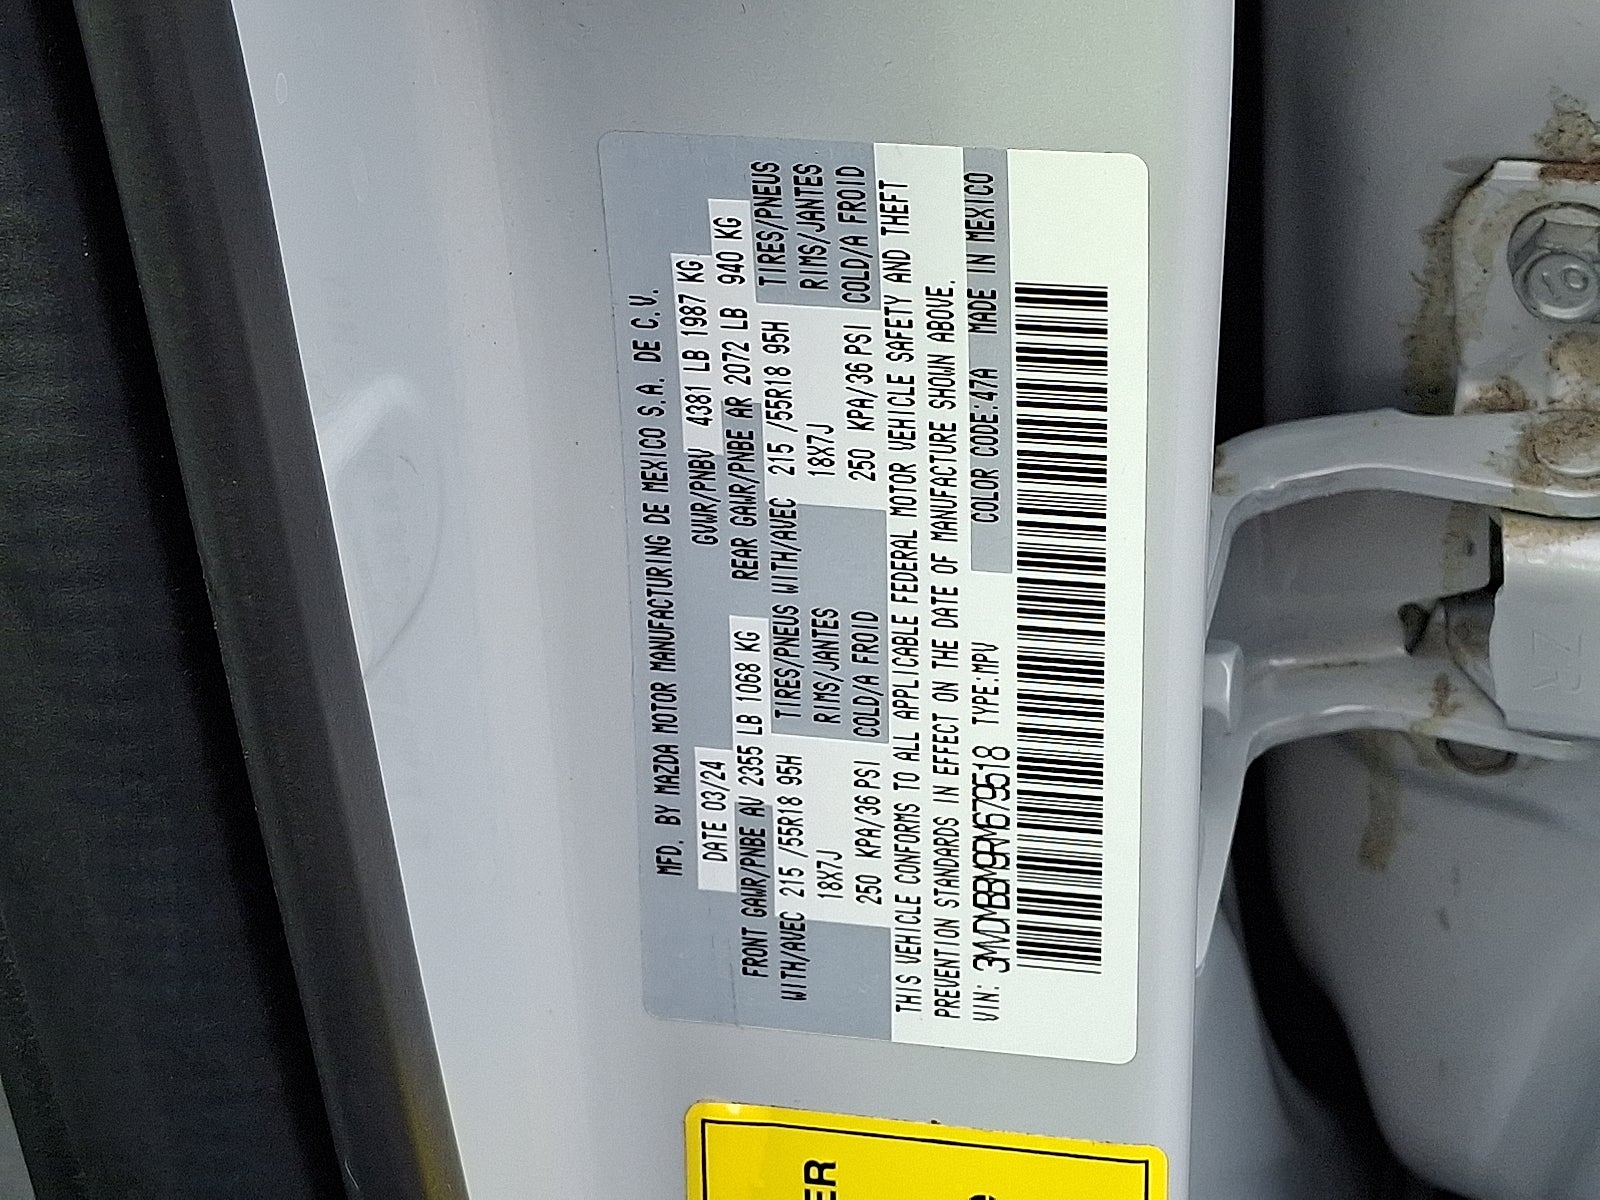 MFD. BY MAZDA MOTOR MANUFACTURING DE MEXICO S.A. DE C.V.
DATE 03/24 GVWR/PNBV 4381 LB 1987 KG
FRONT GAWR/PNBE AV 2355 LB 1068 KG REAR GAWR/PNBE AR 2072 LB 940 KG
WITH/AVEC 215 /55R18 95H TIRES/PNEUS WITH/AVEC 215 /55R18 95H TIRES/PNEUS
18X7J RIMS/JANTES 18X7J RIMS/JANTES
250 KPA/36 PSI COLD/A FROID 250 KPA/36 PSI COLD/A FROID
THIS VEHICLE CONFORMS TO ALL APPLICABLE FEDERAL MOTOR VEHICLE SAFETY AND THEFT
PREVENTION STANDARDS IN EFFECT ON THE DATE OF MANUFACTURE SHOWN ABOVE.
VIN: 3MVDMBBM9RM679518 TYPE:MPV COLOR CODE:47A MADE IN MEXICO